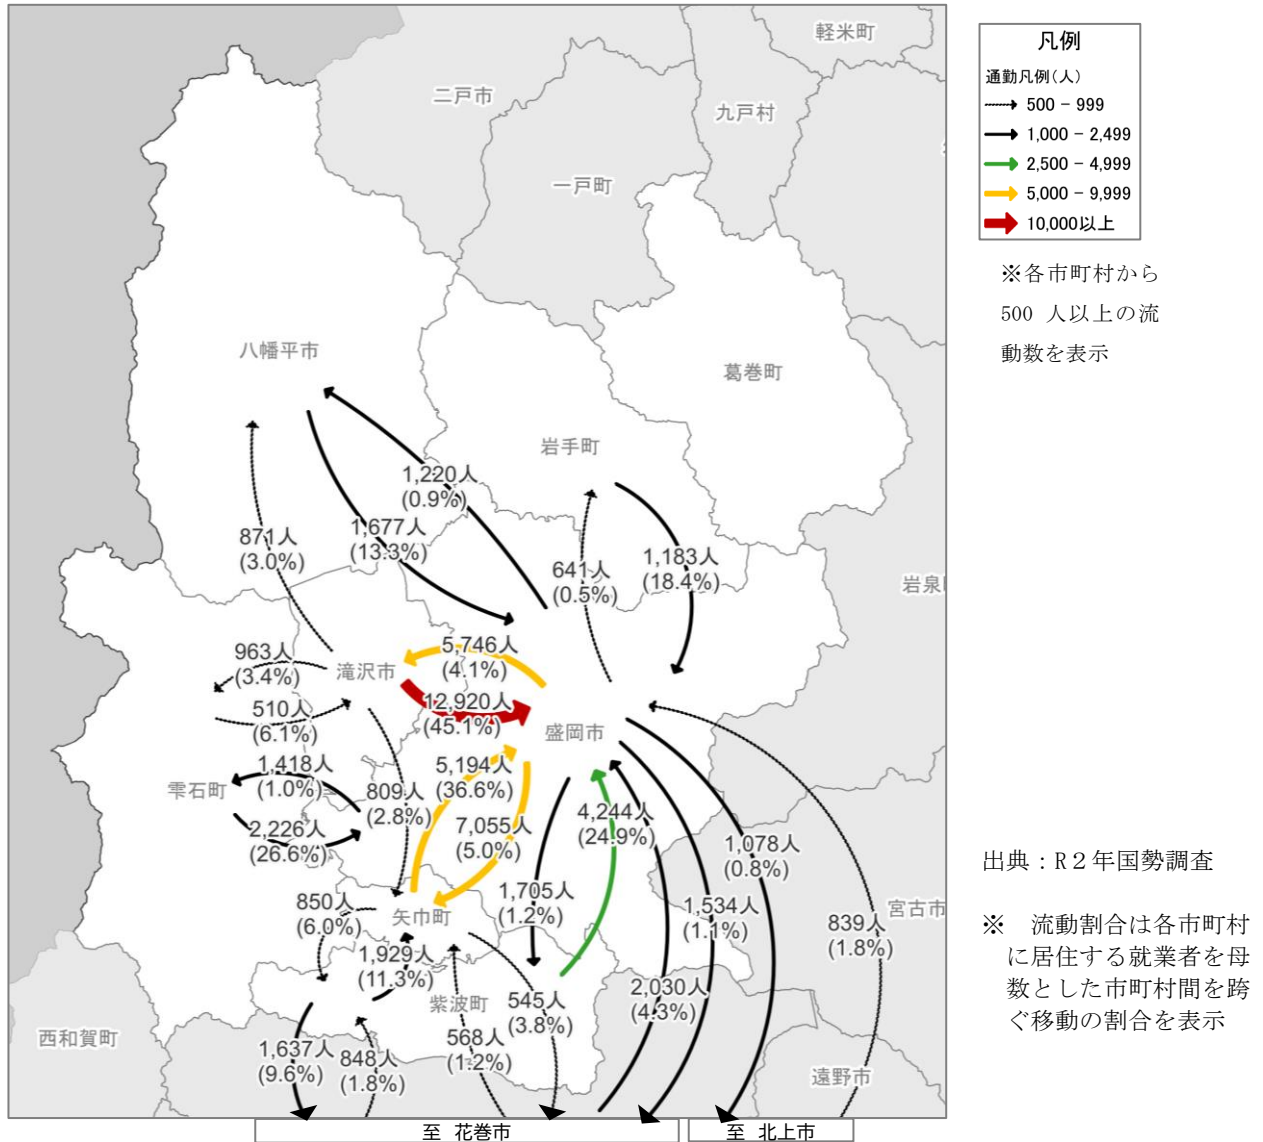 軽米町
二戸市
九戸村
一戸町
凡例
通勤凡例(人)
500 - 999
1,000 - 2,499
2,500 - 4,999
5,000 - 9,999
10,000以上
※各市町村から
500 人以上の流
動数を表示
八幡平市
葛巻町
岩手町
1,220人
(0.9%)
871人
(3.0%)
1,677人
(13.3%)
641人
(0.5%)
1,183人
(18.4%)
岩泉
963人
(3.4%)
滝沢市
5,746人
(4.1%)
510人
(6.1%)
12,920人
(45.1%)
盛岡市
雫石町
1,418人
(1.0%)
809人
(2.8%)
5,194人
(36.6%)
2,226人
(26.6%)
7,055人
(5.0%)
4,244人
(24.9%)
1,078人
(0.8%)
850人
(6.0%)
矢巾町
1,705人
(1.2%)
1,534人
(1.1%)
839人
(1.8%)
宮古市
1,929人
(11.3%)
紫波町
545人
(3.8%)
2,030人
(4.3%)
西和賀町
1,637人
(9.6%)
848人
(1.8%)
568人
(1.2%)
遠野市
至 花巻市
至 北上市
出典：R２年国勢調査
※ 流動割合は各市町村
に居住する就業者を母
数とした市町村間を跨
ぐ移動の割合を表示